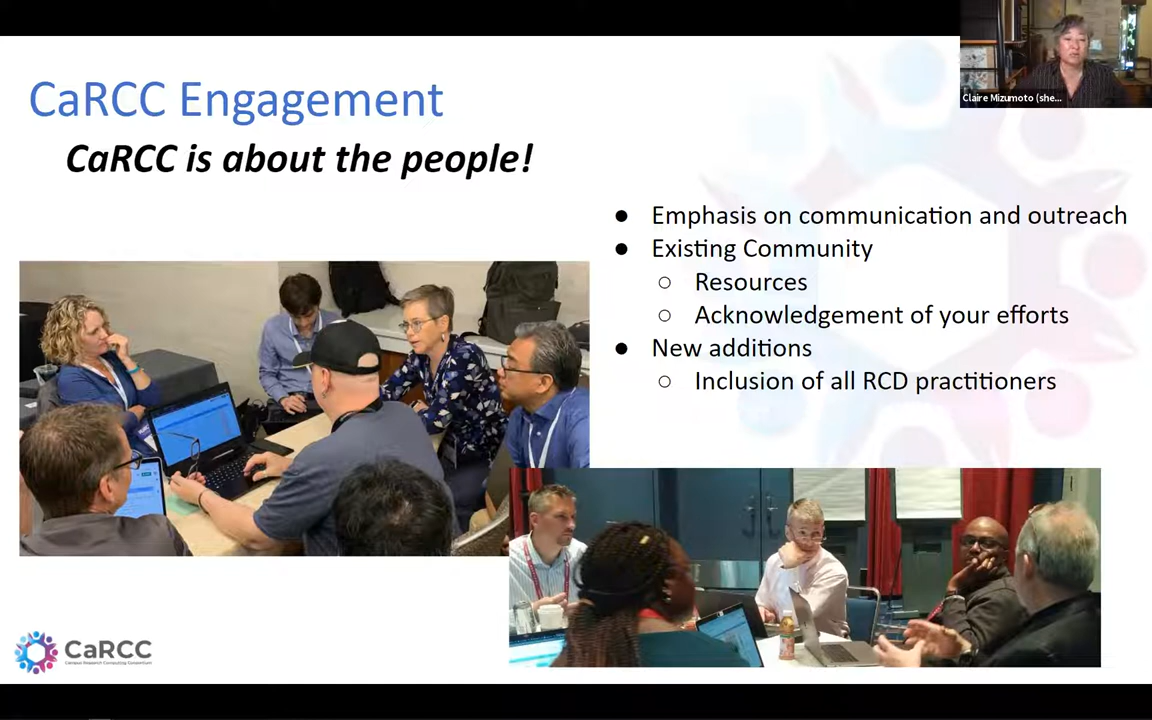 CaRCC Engagement
CaRCC is about the people!
Claire Mizumoto (she...
● Emphasis on communication and outreach
● Existing Community
○ Resources
○ Acknowledgement of your efforts
● New additions
○ Inclusion of all RCD practitioners
CaRCC
Campus Research Computing Consortium